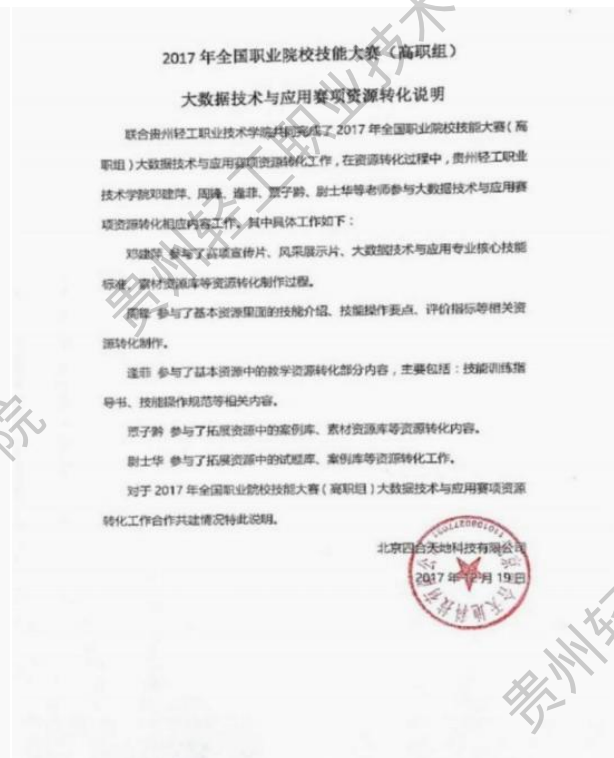 2017 年全国职业院校技能大赛（高职组）
大数据技术与应用赛项资源转化说明
联合贵州轻工职业技术学院共同完成了 2017 年全国职业院校技能大赛（高
职组）大数据技术与应用赛项资源转化工作，在资源转化过程中，贵州轻工职业
技术学院邓建萍、周锋、逄菲、覃子黔、尉士华等老师参与大数据技术与应用赛
项资源转化相应内容工作。其中具体工作如下：
邓建萍 参与了赛项宣传片、风采展示片、大数据技术与应用专业核心技能
标准、素材资源库等资源转化制作过程。
参与了基本资源里面的技能介绍、技能操作要点、评价指标等相关资
源转化制作。
逄菲 参与了基本资源中的教学资源转化部分内容，主要包括：技能训练指
导书、技能操作规范等相关内容。
覃子黔 参与了拓展资源中的案例库、素材资源库等资源转化内容。
尉士华 参与了拓展资源中的试题库、案例库等资源转化工作。
对于 2017 年全国职业院校技能大赛（高职组）大数据技术与应用赛项资源
转化工作合作共建情况特此说明。
北京四合天地科技有限公司
2017 年 12 月 19 日
贵州轻工职业技术
院
贵州轻